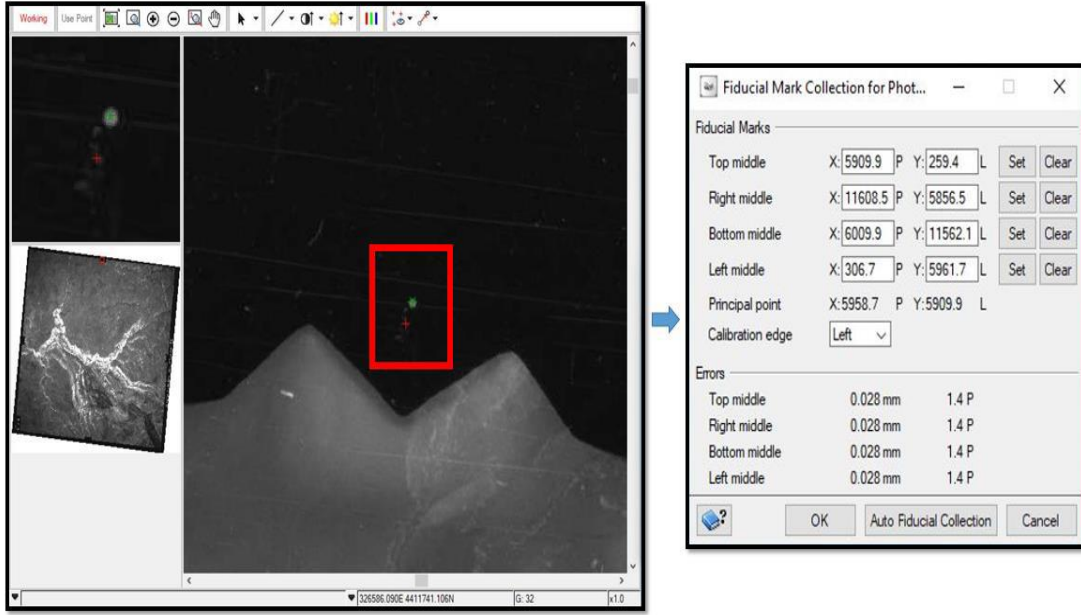 Working Use Point
326586.090E 4411741.106N G: 32 x1.0
Fiducial Mark Collection for Phot...
Fiducial Marks
Top middle X: 5909.9 P Y: 259.4 L Set Clear
Right middle X: 11608.5 P Y: 5856.5 L Set Clear
Bottom middle X: 6009.9 P Y: 11562.1 L Set Clear
Left middle X: 306.7 P Y: 5961.7 L Set Clear
Principal point X:5958.7 P Y:5909.9 L
Calibration edge Left
Errors
Top middle 0.028 mm 1.4 P
Right middle 0.028 mm 1.4 P
Bottom middle 0.028 mm 1.4 P
Left middle 0.028 mm 1.4 P
OK Auto Fiducial Collection Cancel